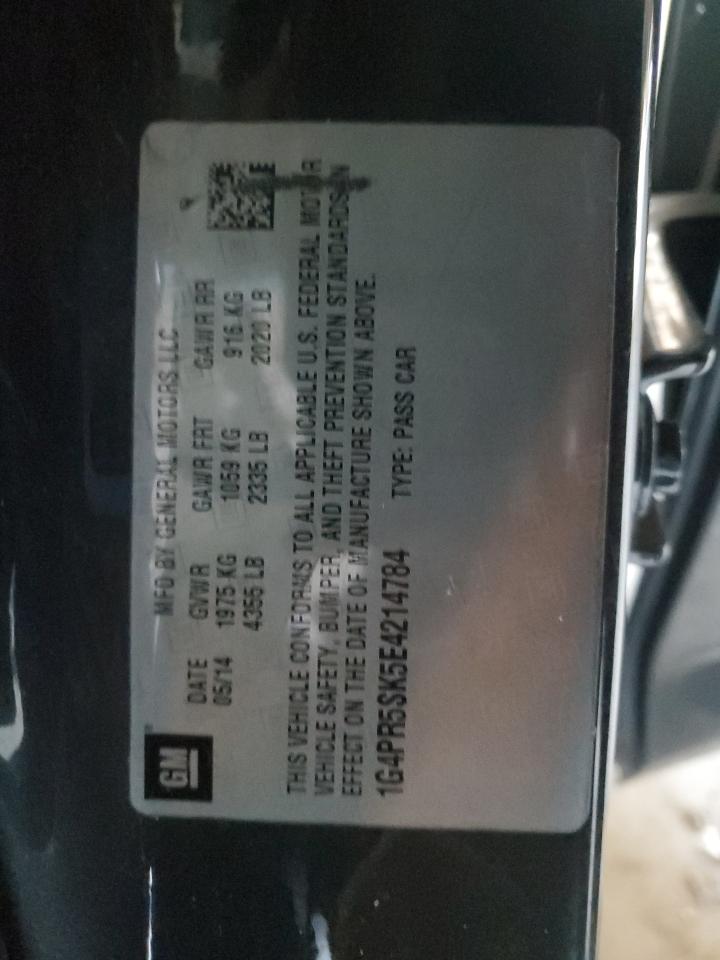 GM
MFD BY GENERAL MOTORS LLC
DATE GVWR GAWR FRT GAWR RR
05/14 1975 KG 1059 KG 916 KG
4355 LB 2335 LB 2020 LB
THIS VEHICLE CONFORMS TO ALL APPLICABLE U.S. FEDERAL MOTOR
VEHICLE SAFETY, BUMPER, AND THEFT PREVENTION STANDARDS IN
EFFECT ON THE DATE OF MANUFACTURE SHOWN ABOVE.
1G4PR5SK5E4214784 TYPE: PASS CAR